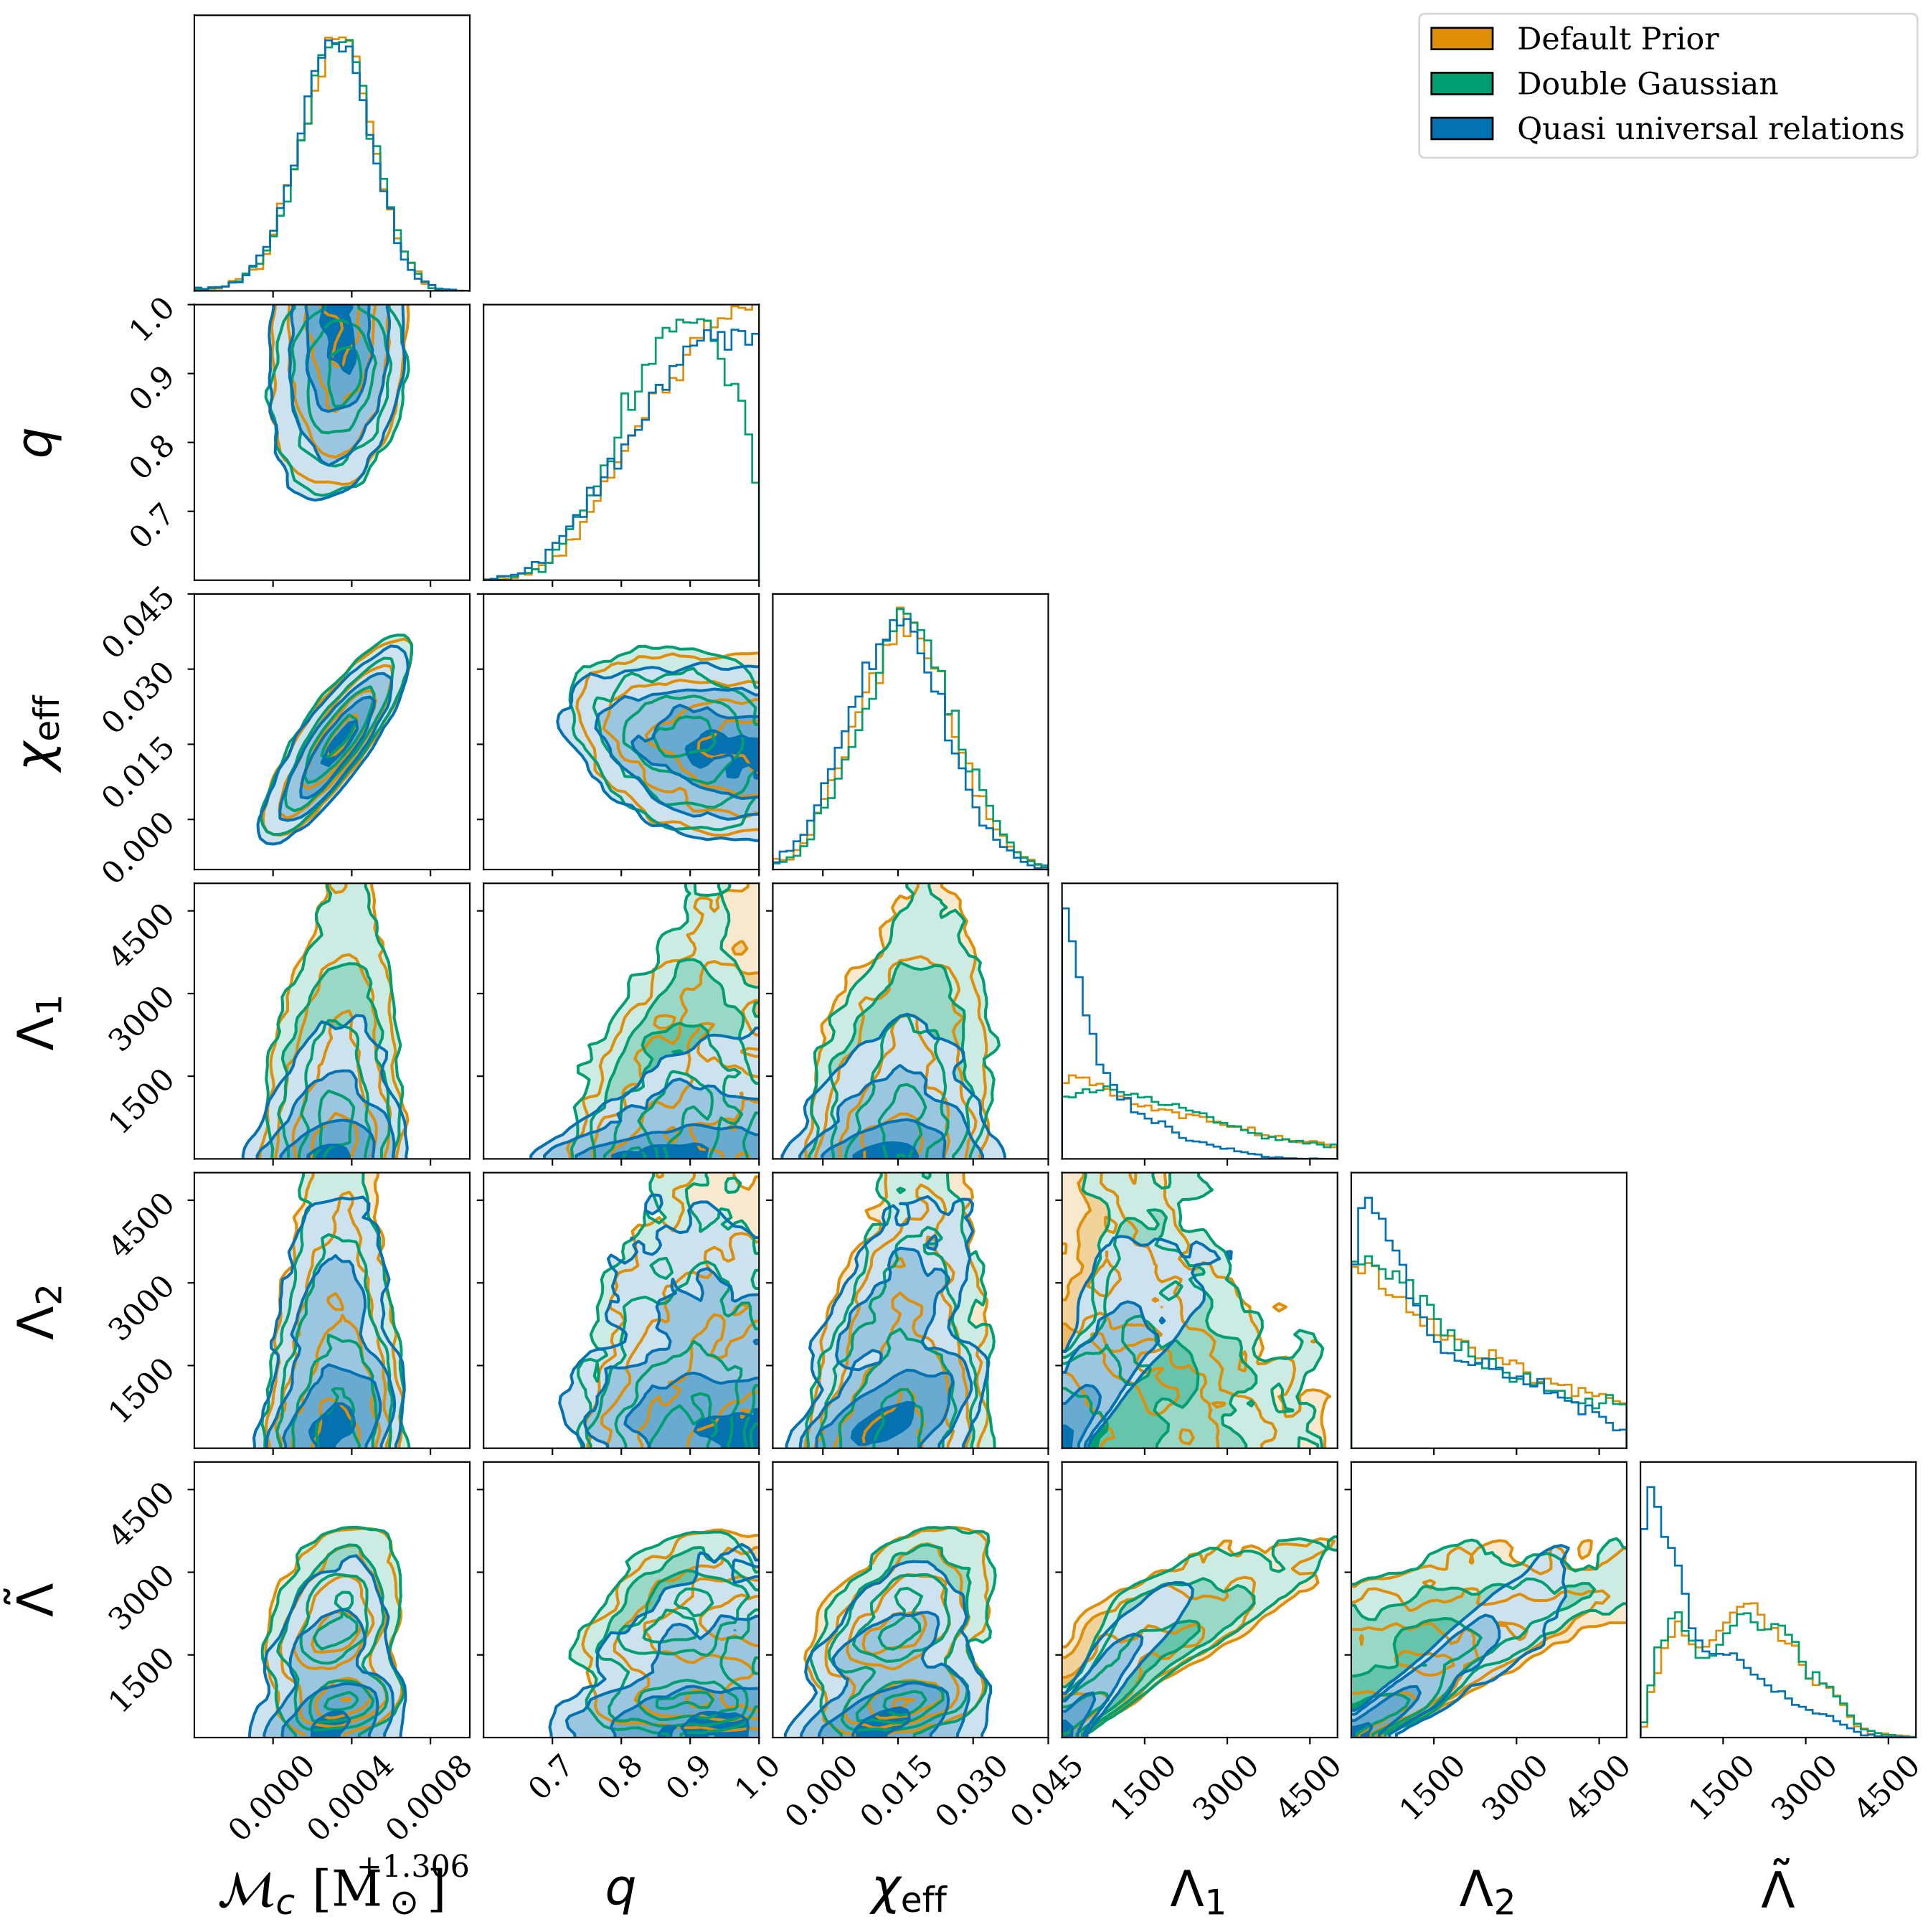 Default Prior
Double Gaussian
Quasi universal relations
1.0
0.9
0.8
0.7
q
0.045
0.030
0.015
0.000
χeff
4500
3000
1500
Λ1
4500
3000
1500
Λ2
4500
3000
1500
Λ̃
0.0000 0.0004 0.0008 0.7 0.8 0.9 1.0 0.000 0.015 0.030 0.045 1500 3000 4500 1500 3000 4500 1500 3000 4500
+1.306
ℳc [M⊙] q χeff Λ1 Λ2 Λ̃